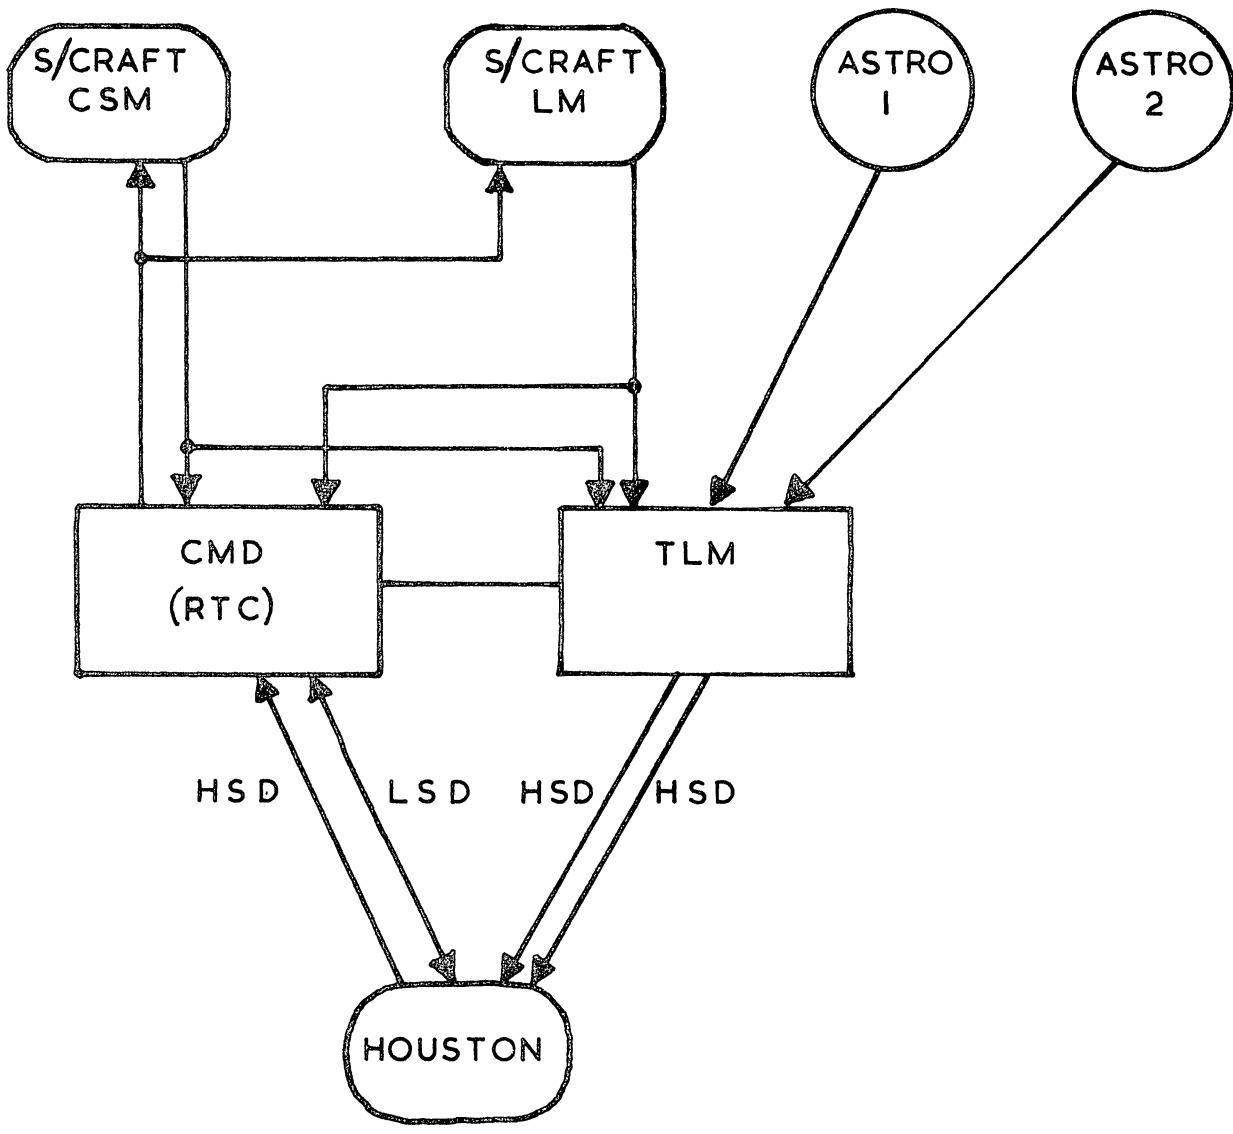 S/CRAFT
CSM
S/CRAFT
LM
ASTRO
1
ASTRO
2
CMD
(RTC)
TLM
HSD
LSD
HSD
HSD
HOUSTON